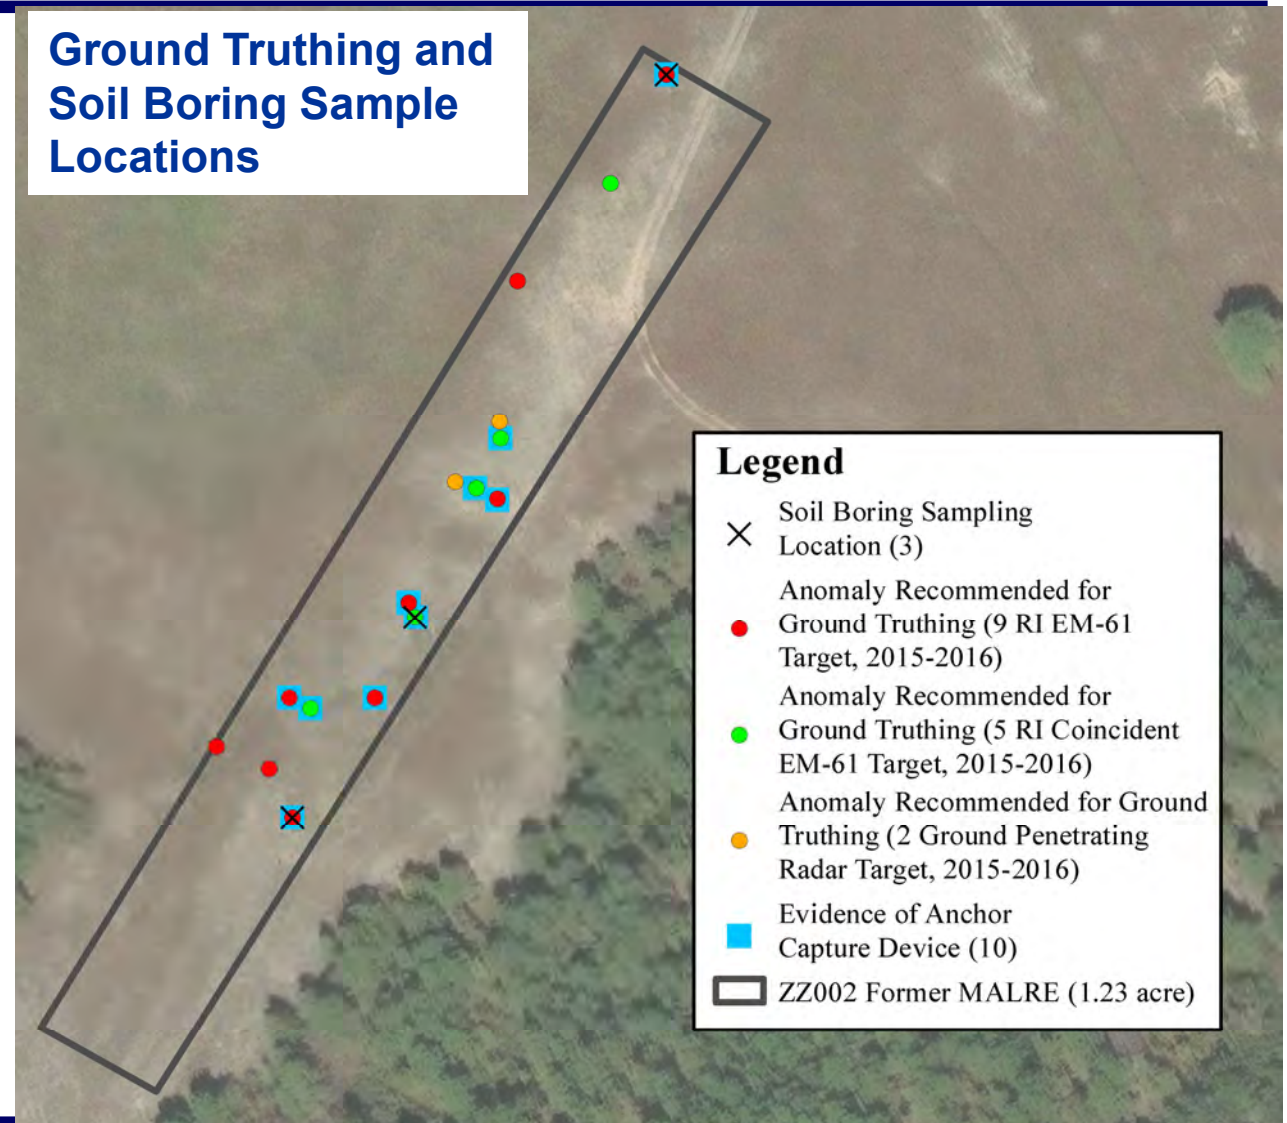 Ground Truthing and
Soil Boring Sample
Locations
Legend
Soil Boring Sampling
Location (3)
Anomaly Recommended for
Ground Truthing (9 RI EM-61
Target, 2015-2016)
Anomaly Recommended for
Ground Truthing (5 RI Coincident
EM-61 Target, 2015-2016)
Anomaly Recommended for Ground
Truthing (2 Ground Penetrating
Radar Target, 2015-2016)
Evidence of Anchor
Capture Device (10)
ZZ002 Former MALRE (1.23 acre)